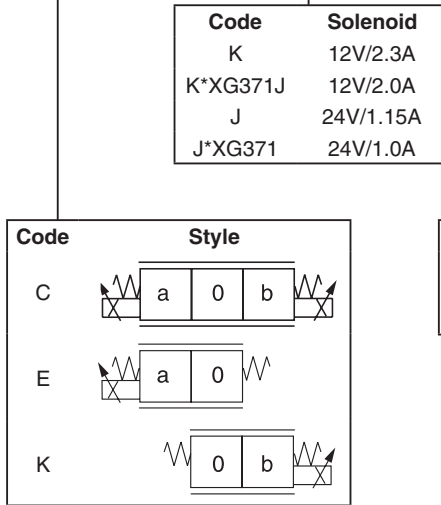 Code Solenoid
K 12V/2.3A
K*XG371J 12V/2.0A
J 24V/1.15A
J*XG371 24V/1.0A
Code Style
C a 0 b
E a 0
K 0 b